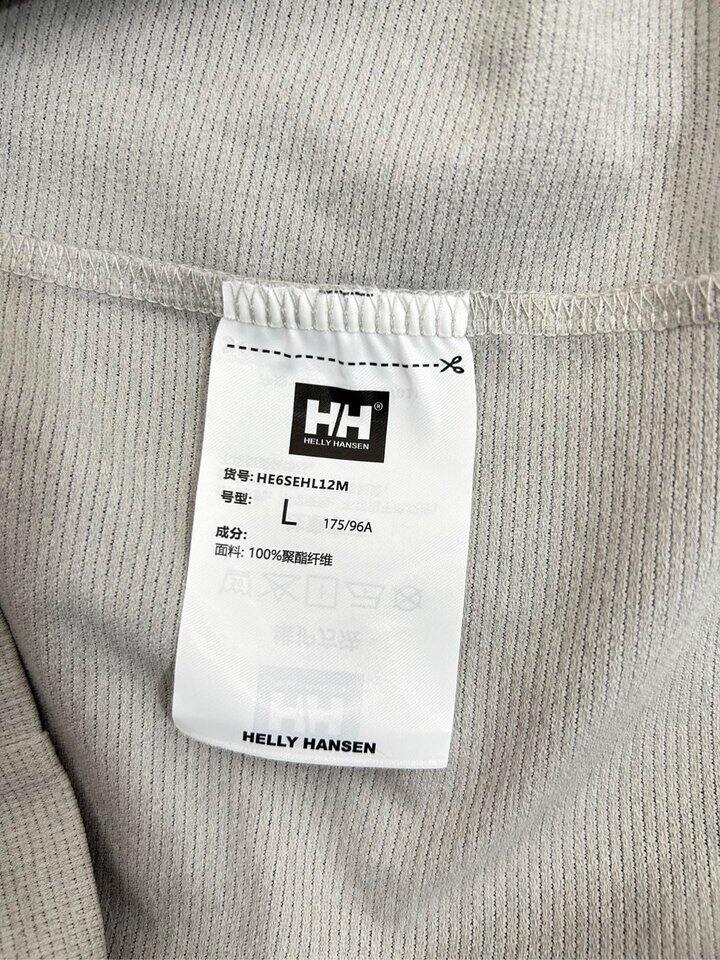 HH®
HELLY HANSEN
货号: HE6SEHL12M
号型: L 175/96A
成分:
面料: 100%聚酯纤维
HELLY HANSEN